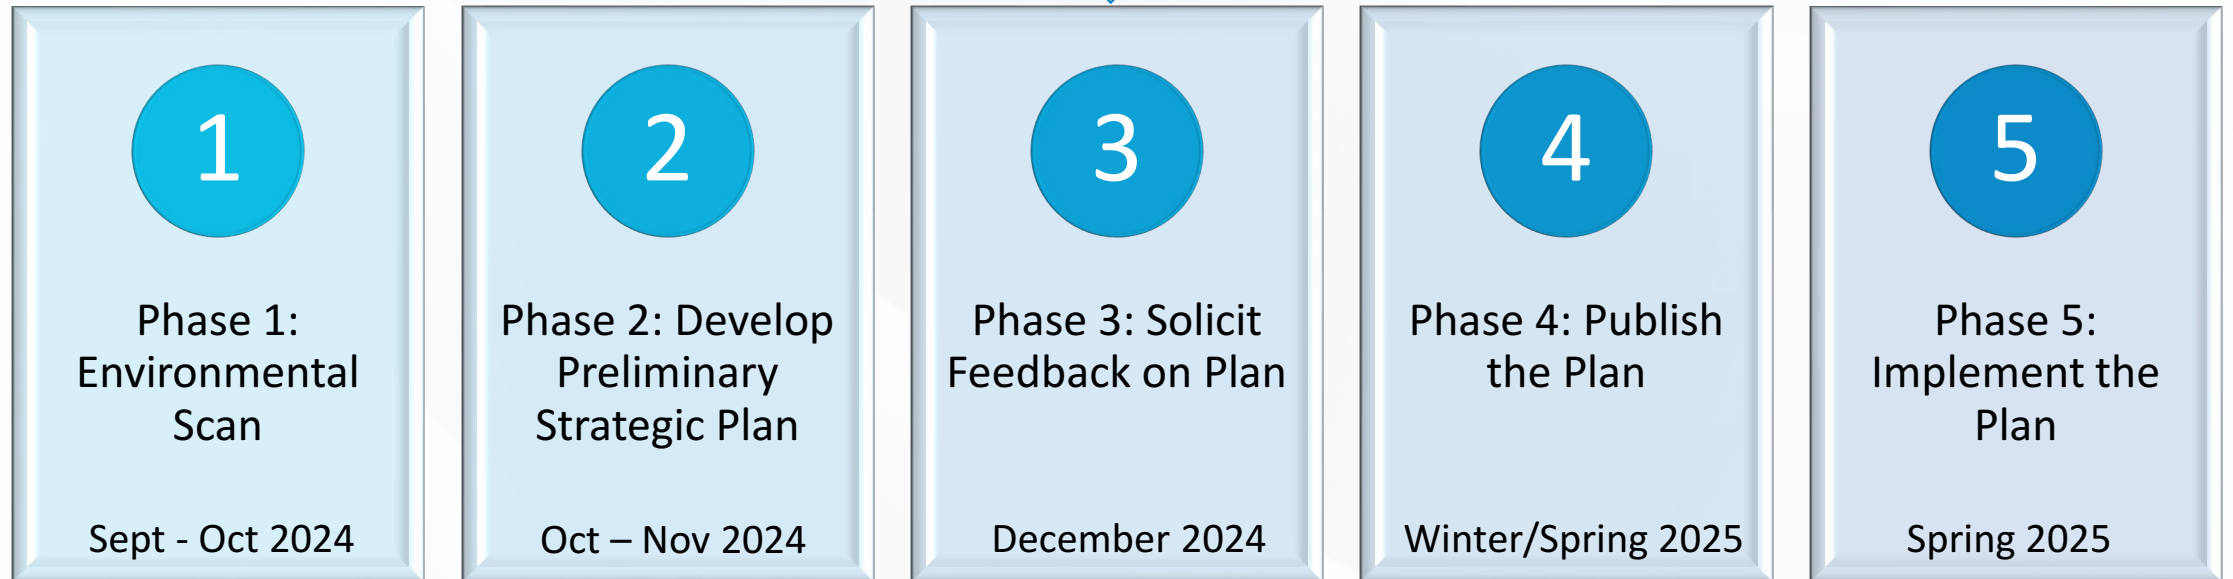 1
Phase 1:
Environmental
Scan
Sept - Oct 2024
2
Phase 2: Develop
Preliminary
Strategic Plan
Oct – Nov 2024
3
Phase 3: Solicit
Feedback on Plan
December 2024
4
Phase 4: Publish
the Plan
Winter/Spring 2025
5
Phase 5:
Implement the
Plan
Spring 2025